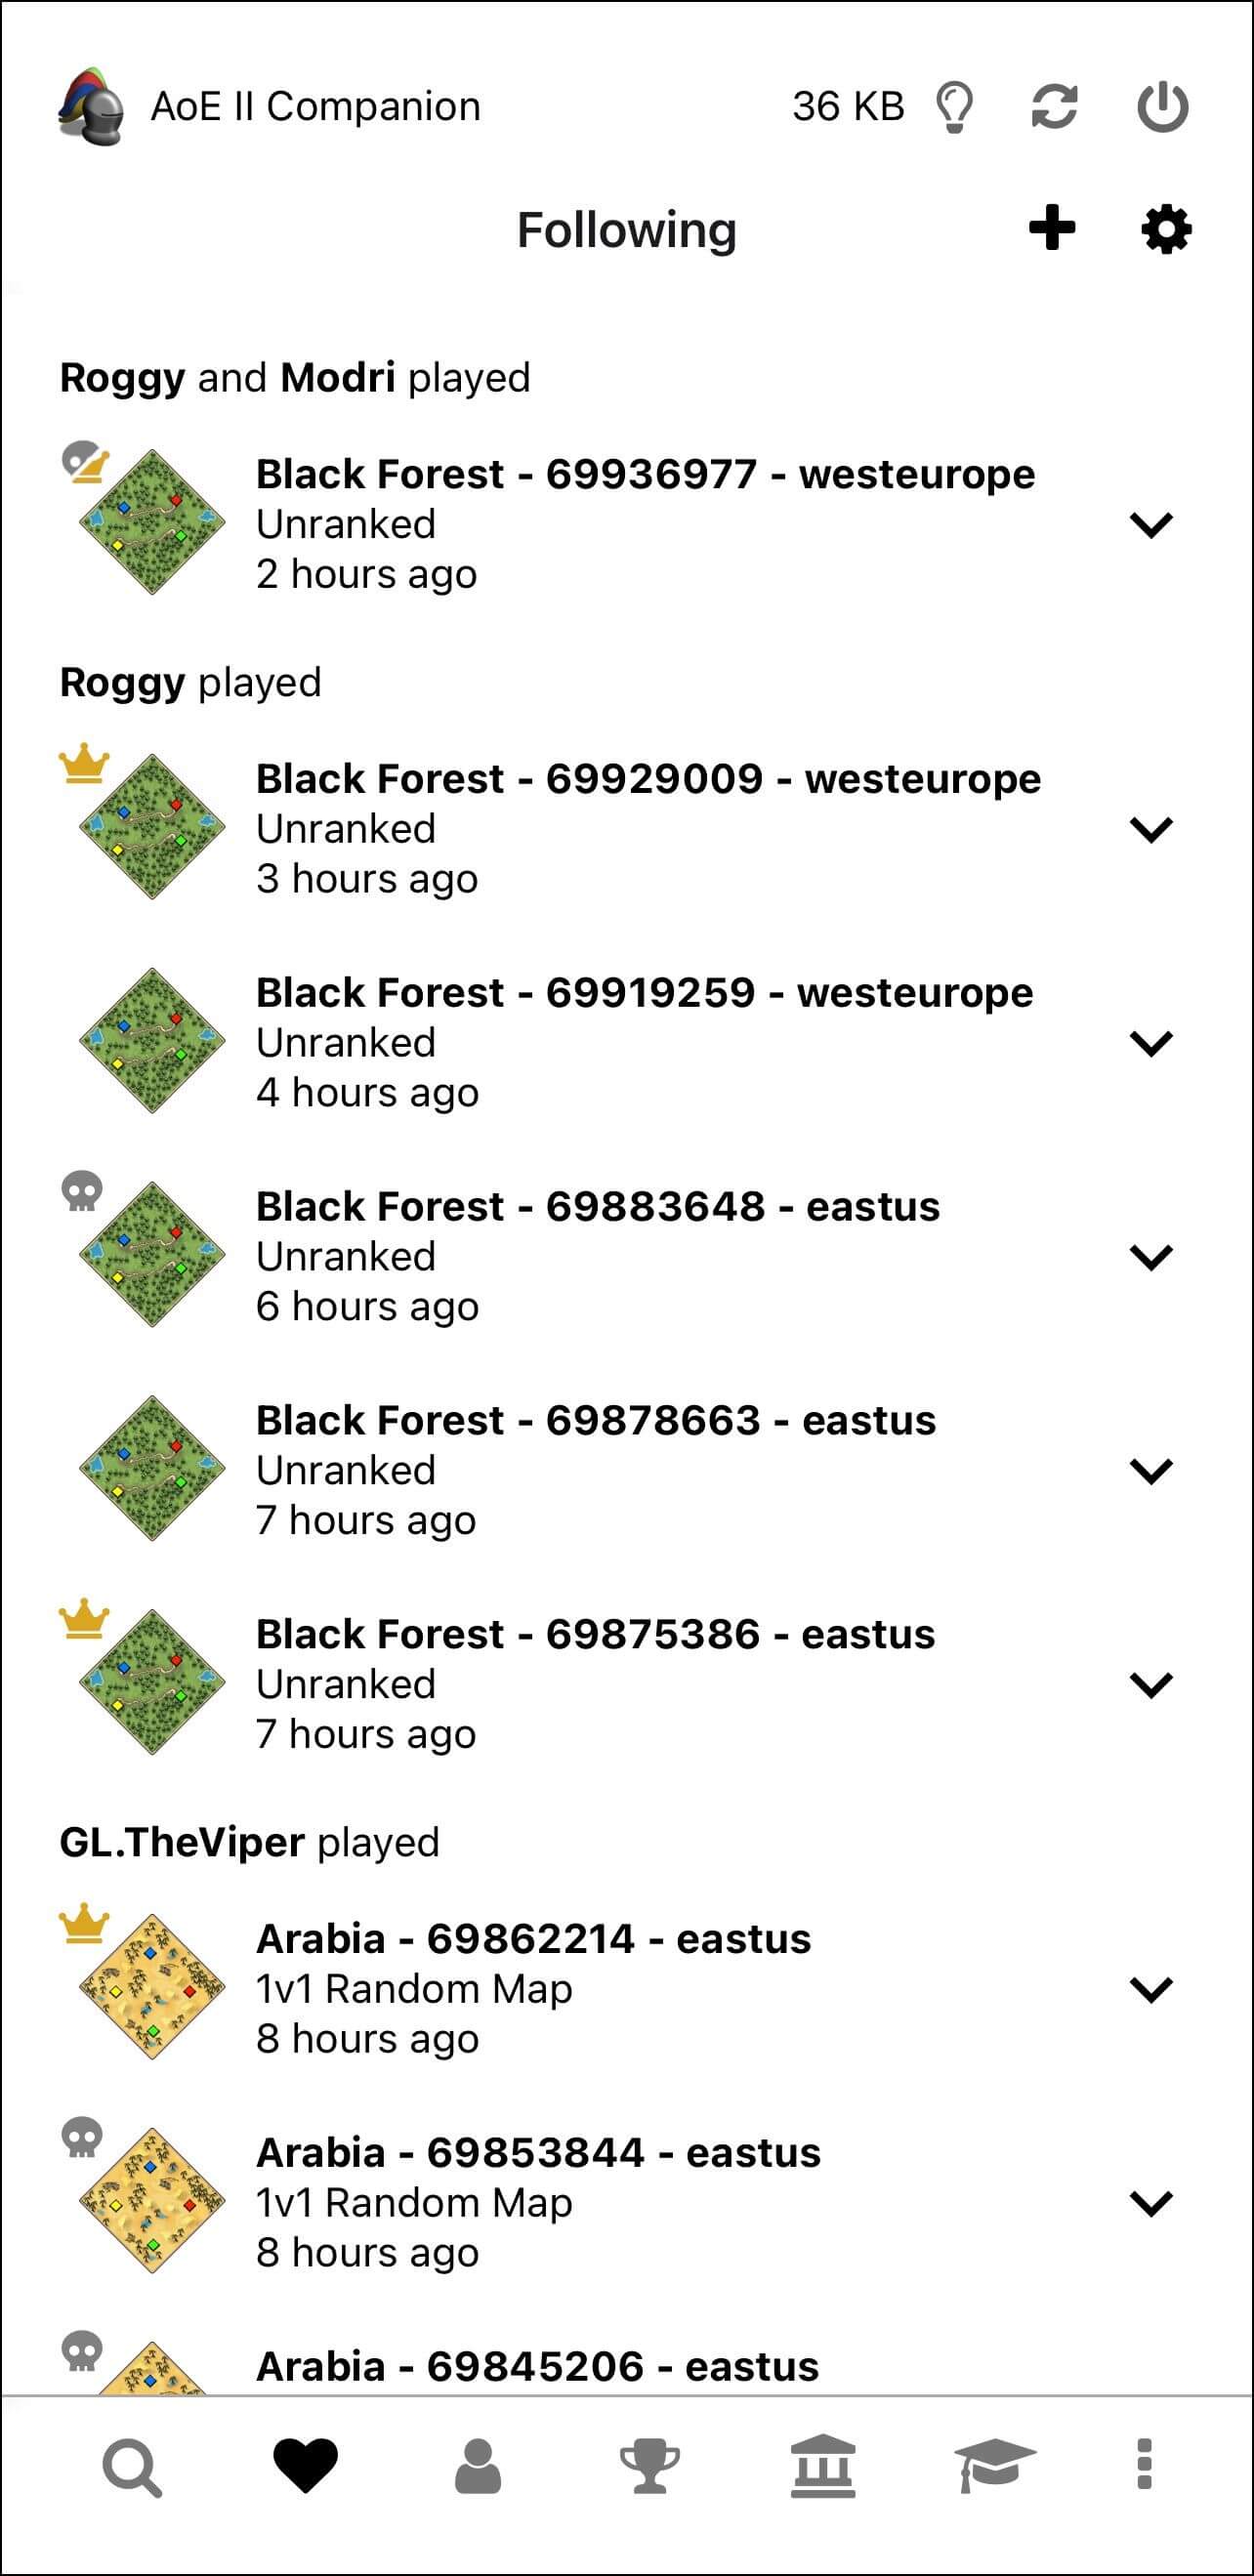 AoE II Companion 36 KB
Following
Roggy and Modri played
Black Forest - 69936977 - westeurope
Unranked
2 hours ago
Roggy played
Black Forest - 69929009 - westeurope
Unranked
3 hours ago
Black Forest - 69919259 - westeurope
Unranked
4 hours ago
Black Forest - 69883648 - eastus
Unranked
6 hours ago
Black Forest - 69878663 - eastus
Unranked
7 hours ago
Black Forest - 69875386 - eastus
Unranked
7 hours ago
GL.TheViper played
Arabia - 69862214 - eastus
1v1 Random Map
8 hours ago
Arabia - 69853844 - eastus
1v1 Random Map
8 hours ago
Arabia - 69845206 - eastus